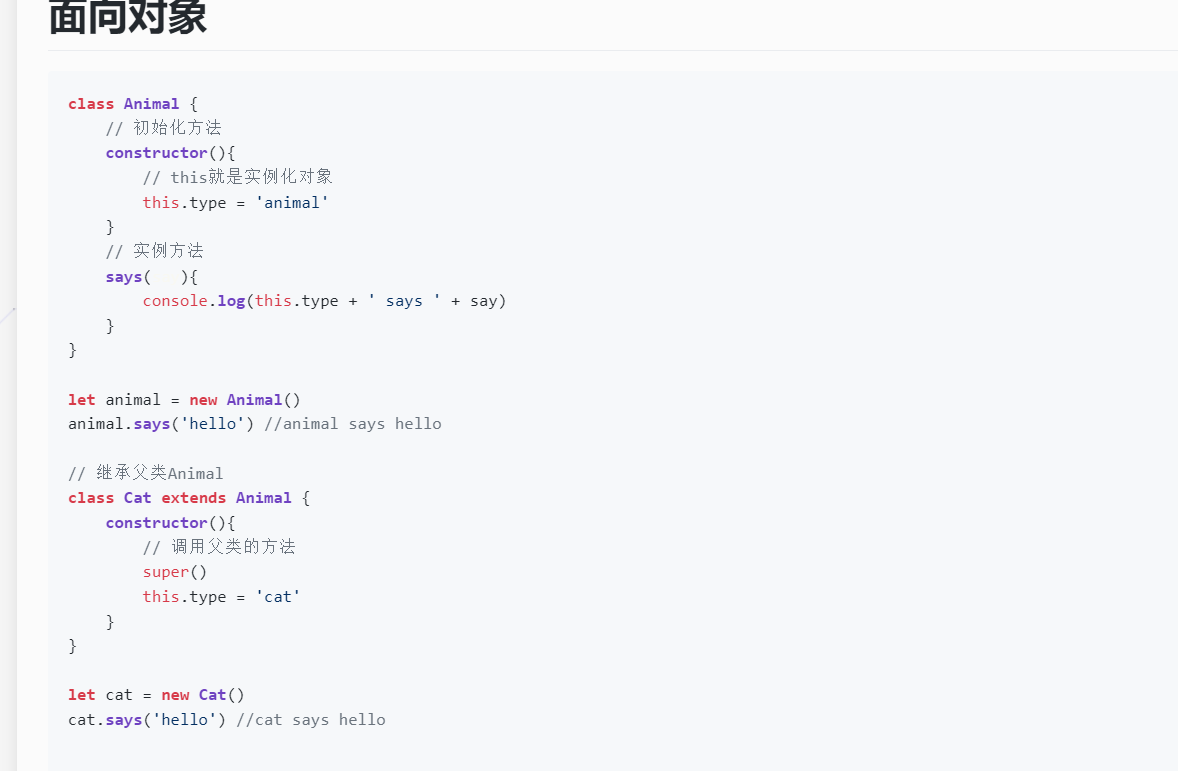 面向对象
class Animal {
// 初始化方法
constructor(){
// this就是实例化对象
this.type = 'animal'
}
// 实例方法
says(   ){
console.log(this.type + ' says ' + say)
}
}
let animal = new Animal()
animal.says('hello') //animal says hello
// 继承父类Animal
class Cat extends Animal {
constructor(){
// 调用父类的方法
super()
this.type = 'cat'
}
}
let cat = new Cat()
cat.says('hello') //cat says hello